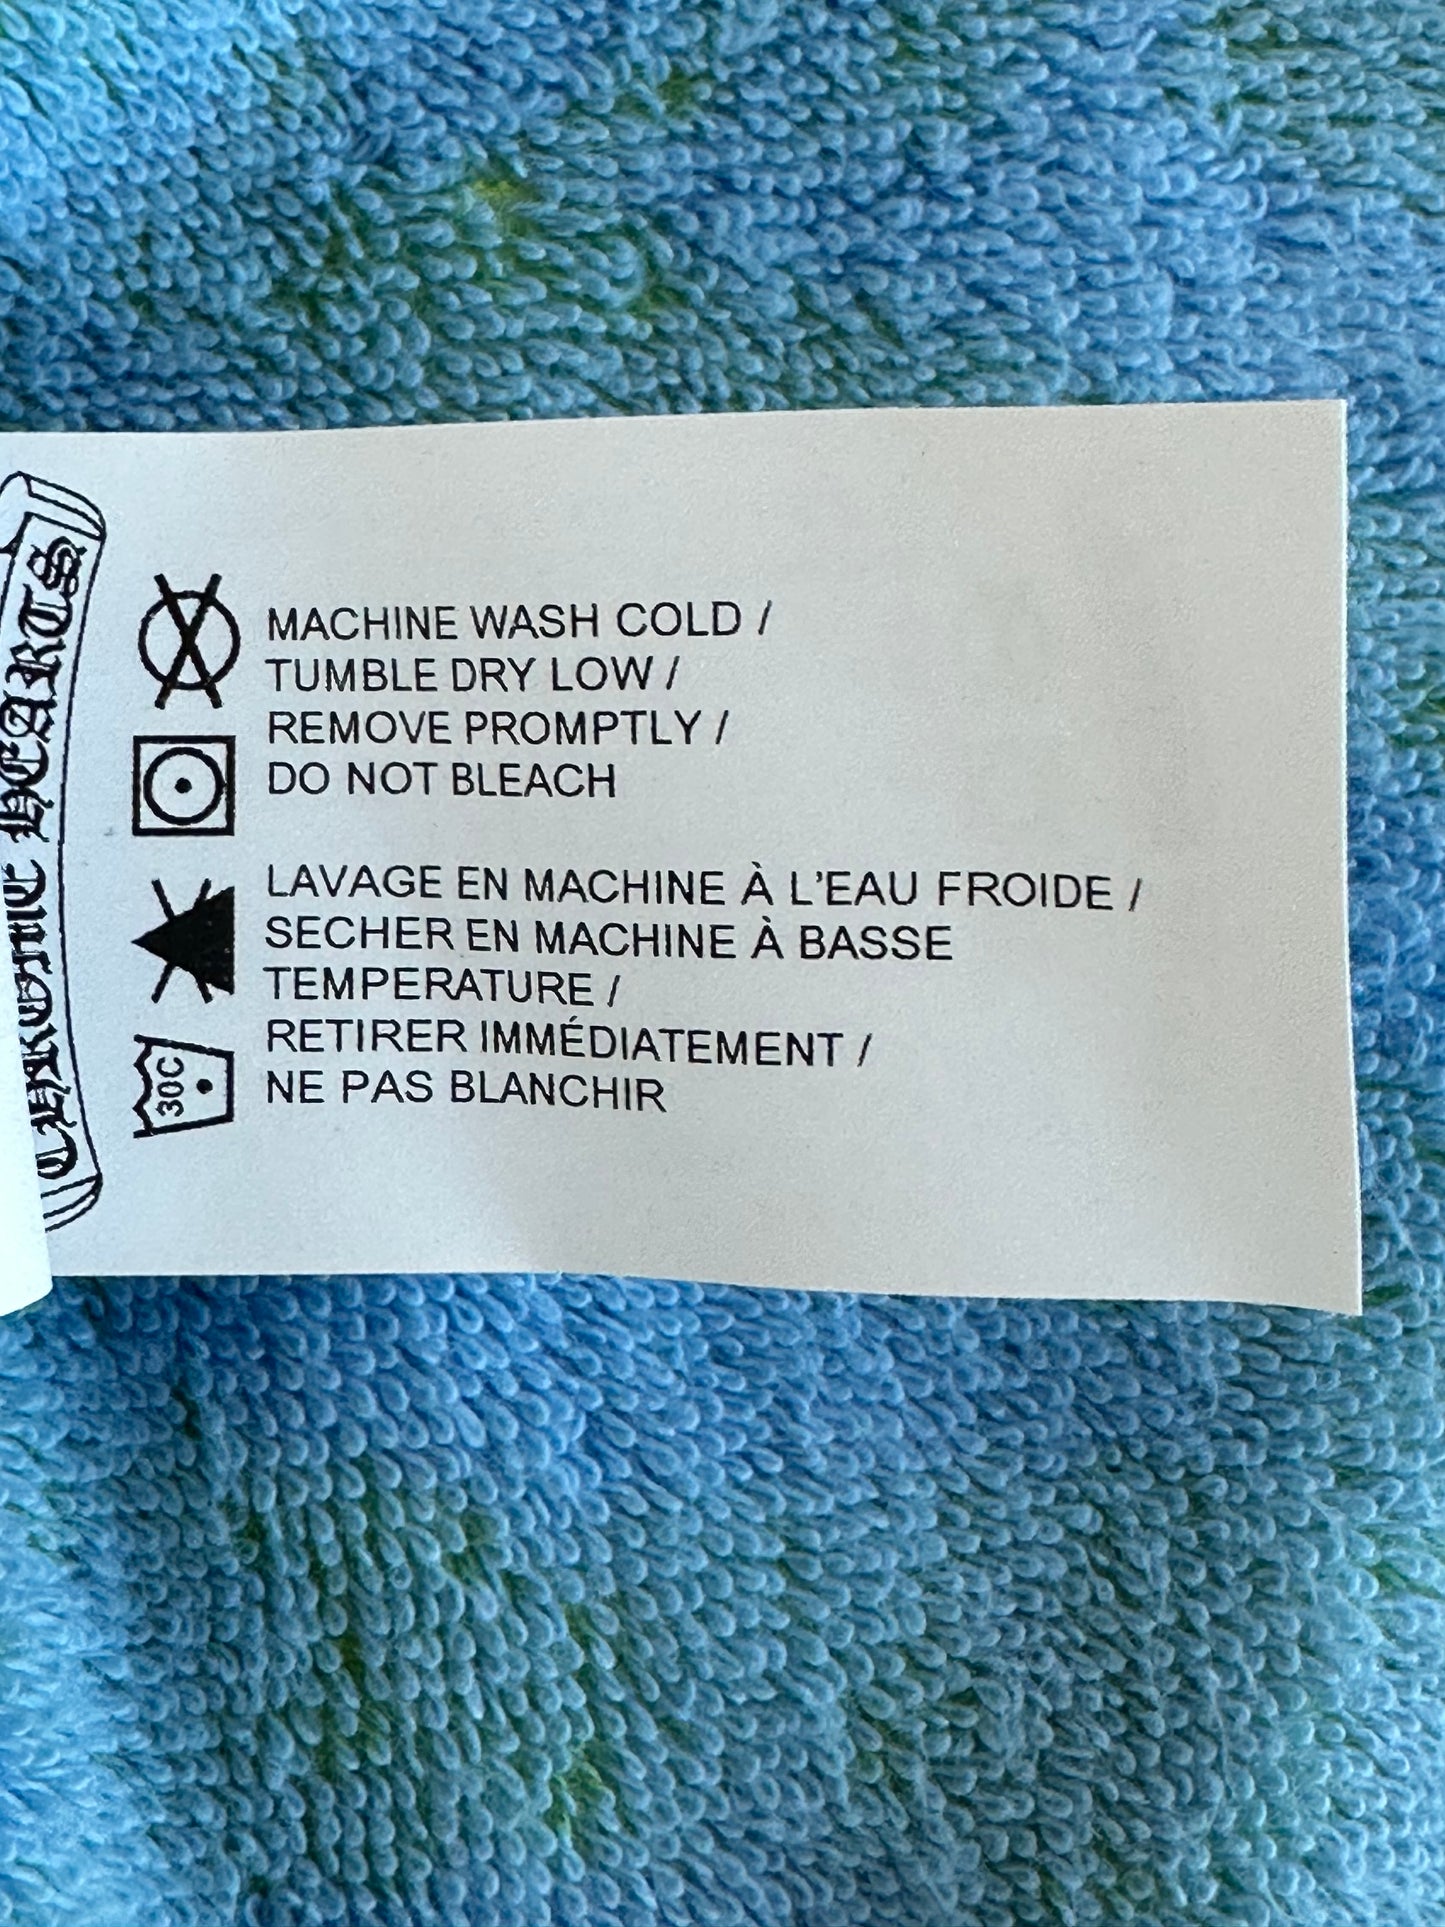 CHROME HEARTS
MACHINE WASH COLD /
TUMBLE DRY LOW /
REMOVE PROMPTLY /
DO NOT BLEACH
LAVAGE EN MACHINE À L'EAU FROIDE /
SECHER EN MACHINE À BASSE
TEMPERATURE /
RETIRER IMMÉDIATEMENT /
NE PAS BLANCHIR
30C